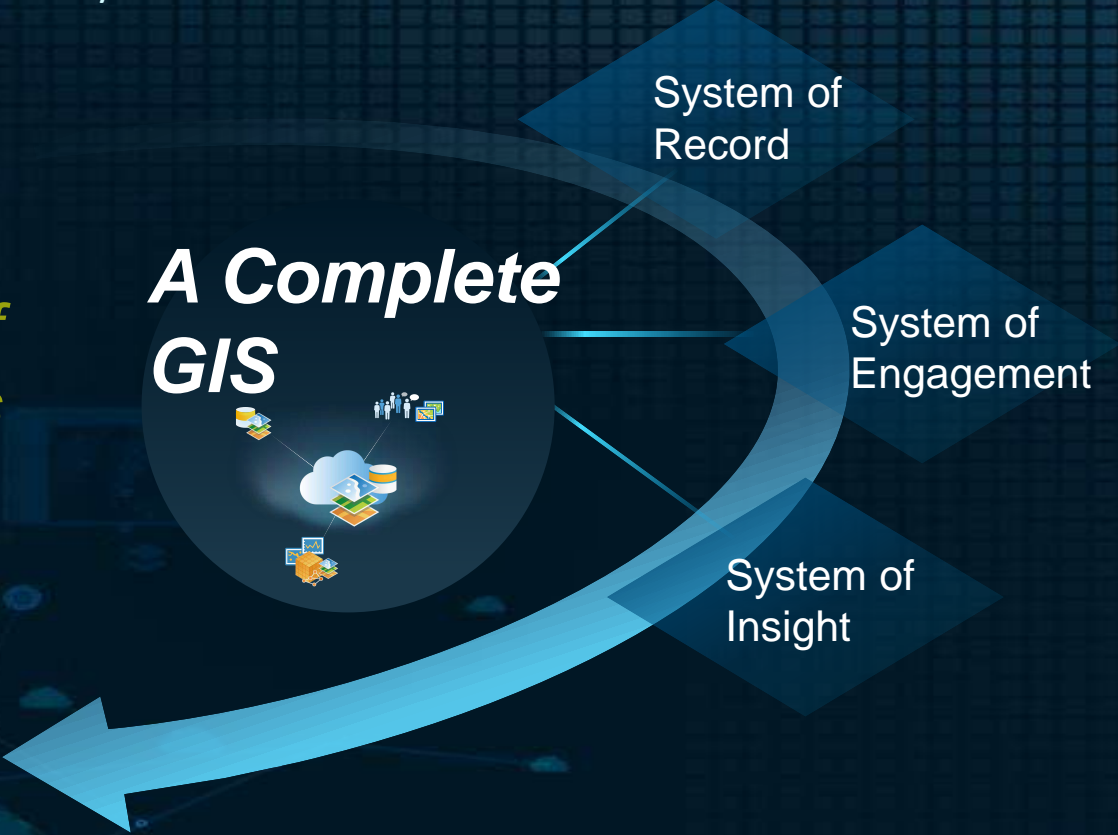 A Complete
GIS
System of
Record
System of
Engagement
System of
Insight